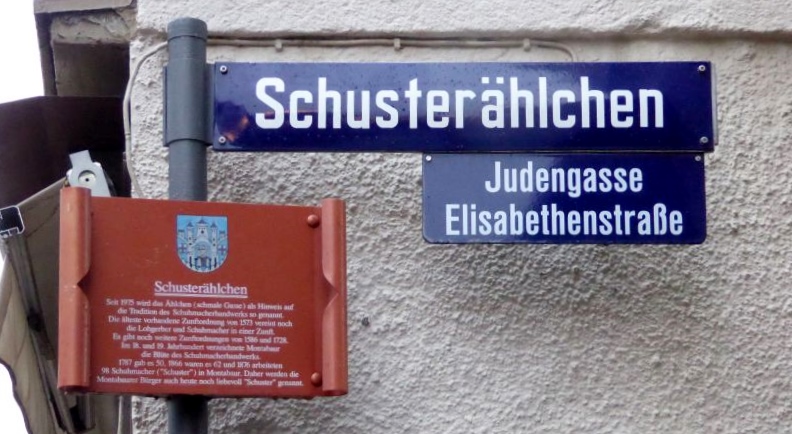 Schusterählchen
Judengasse
Elisabethenstraße
Schusterählchen
Seit 1935 wird das Ählchen (schmale Gasse) als Hinweis auf
die Tradition des Schuhmacherhandwerks so genannt.
Die älteste vorhandene Zunftordnung von 1573 vereint noch
die Lohgerber und Schuhmacher in einer Zunft.
Es gibt noch weitere Zunftordnungen von 1586 und 1728.
Im 18. und 19. Jahrhundert verzeichnete Montabaur
die Blüte des Schuhmacherhandwerks.
1787 gab es 50, 1866 waren es 62 und 1876 arbeiteten
98 Schuhmacher ("Schuster") in Montabaur. Daher werden die
Montabaurer Bürger auch heute noch liebevoll "Schuster" genannt.